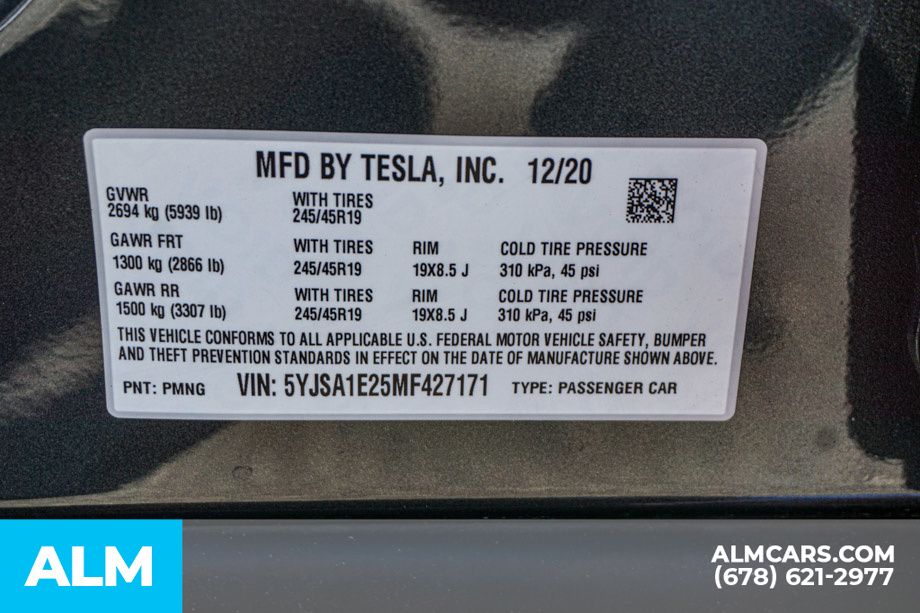 MFD BY TESLA, INC. 12/20
GVWR
2694 kg (5939 lb)
WITH TIRES
245/45R19
GAWR FRT
1300 kg (2866 lb)
WITH TIRES
245/45R19
RIM
19X8.5 J
COLD TIRE PRESSURE
310 kPa, 45 psi
GAWR RR
1500 kg (3307 lb)
WITH TIRES
245/45R19
RIM
19X8.5 J
COLD TIRE PRESSURE
310 kPa, 45 psi
THIS VEHICLE CONFORMS TO ALL APPLICABLE U.S. FEDERAL MOTOR VEHICLE SAFETY, BUMPER
AND THEFT PREVENTION STANDARDS IN EFFECT ON THE DATE OF MANUFACTURE SHOWN ABOVE.
PNT: PMNG VIN: 5YJSA1E25MF427171 TYPE: PASSENGER CAR
ALM
ALMCARS.COM
(678) 621-2977